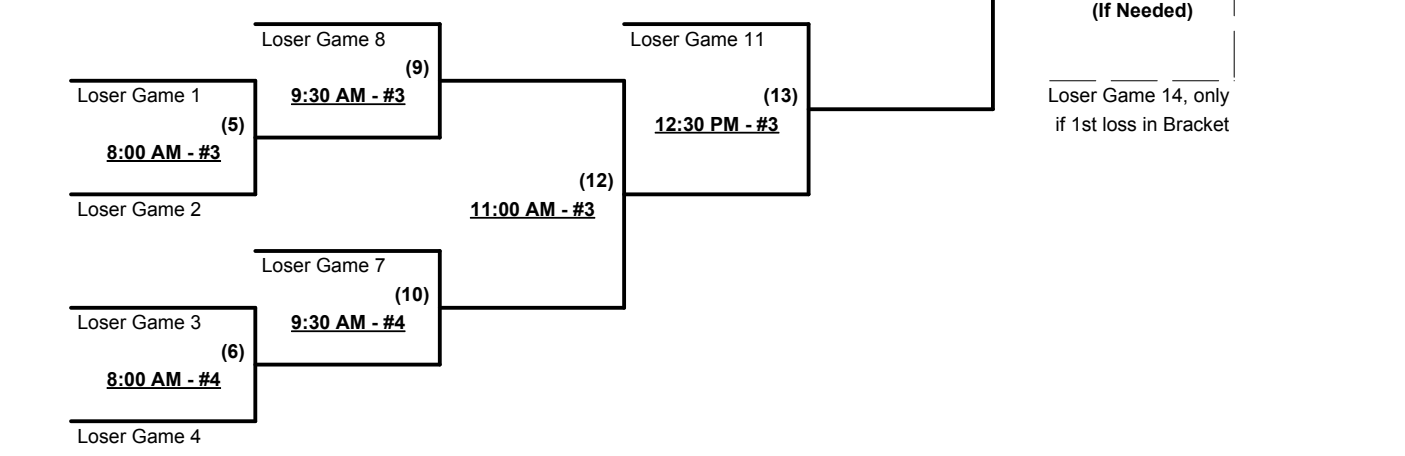 (If Needed)
Loser Game 8
Loser Game 11
(9)
Loser Game 1
9:30 AM - #3
(13)
Loser Game 14, only
(5)
12:30 PM - #3
if 1st loss in Bracket
8:00 AM - #3
(12)
Loser Game 2
11:00 AM - #3
Loser Game 7
(10)
Loser Game 3
9:30 AM - #4
(6)
8:00 AM - #4
Loser Game 4